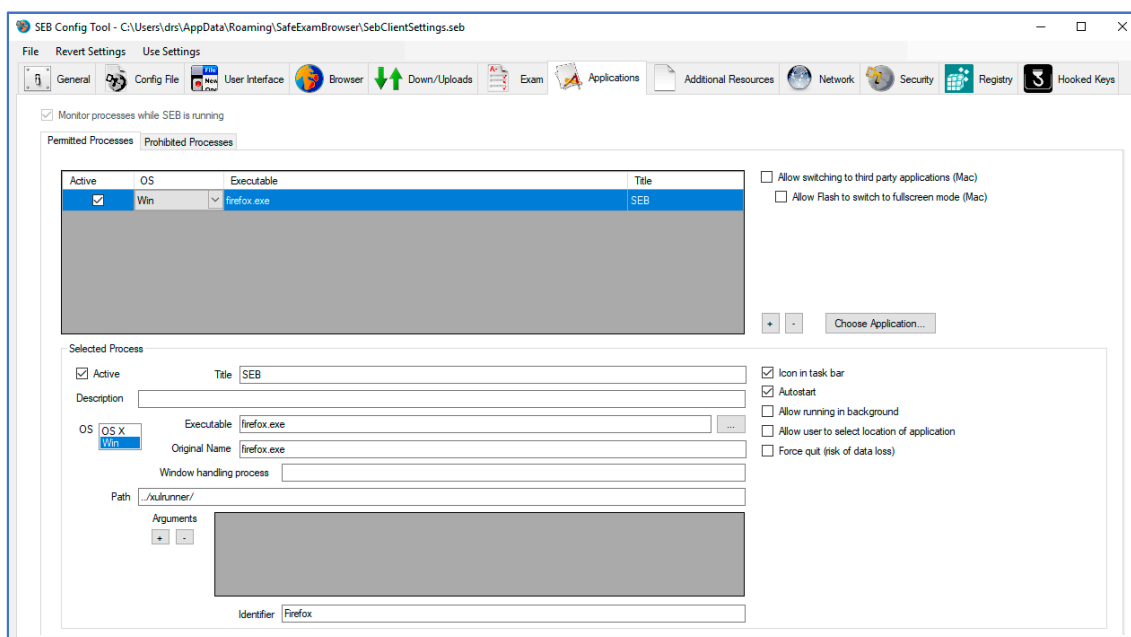 SEB Config Tool - C:\Users\drs\AppData\Roaming\SafeExamBrowser\SebClientSettings.seb
File Revert Settings Use Settings
General Config File User Interface Browser Down/Uploads Exam Applications Additional Resources Network Security Registry Hooked Keys
Monitor processes while SEB is running
Permitted Processes Prohibited Processes
Active OS Executable Title
Win firefox.exe SEB
Allow switching to third party applications (Mac)
Allow Flash to switch to fullscreen mode (Mac)
+ - Choose Application...
Selected Process
Active Title SEB
Icon in task bar
Description
Autostart
Allow running in background
OS OS X
Win
Executable firefox.exe ...
Allow user to select location of application
Original Name firefox.exe
Force quit (risk of data loss)
Window handling process
Path ../xulrunner/
Arguments
+ -
Identifier Firefox